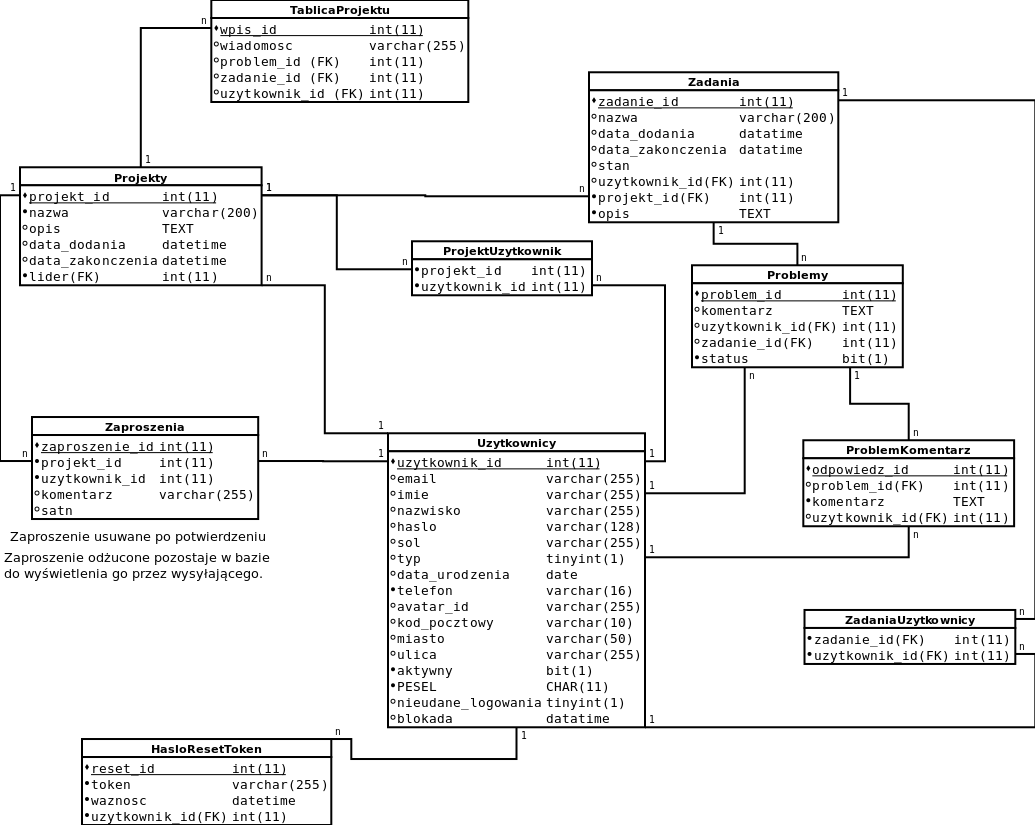 TablicaProjektu
wpis_id int(11)
wiadomosc varchar(255)
problem_id (FK) int(11)
zadanie_id (FK) int(11)
uzytkownik_id (FK) int(11)
n
1
Zadania
zadanie_id int(11)
nazwa varchar(200)
data_dodania datatime
data_zakonczenia datatime
stan
uzytkownik_id(FK) int(11)
projekt_id(FK) int(11)
opis TEXT
1
n
1
Projekty
projekt_id int(11)
nazwa varchar(200)
opis TEXT
data_dodania datetime
data_zakonczenia datetime
lider(FK) int(11)
1
1
n
ProjektUzytkownik
projekt_id int(11)
uzytkownik_id int(11)
n
n
Problemy
problem_id int(11)
komentarz TEXT
uzytkownik_id(FK) int(11)
zadanie_id(FK) int(11)
status bit(1)
n
n
1
Zaproszenia
zaproszenie_id int(11)
projekt_id int(11)
uzytkownik_id int(11)
komentarz varchar(255)
satn
n
n
Zaproszenie usuwane po potwierdzeniu
Zaproszenie odżucone pozostaje w bazie
do wyświetlenia go przez wysyłającego.
Uzytkownicy
uzytkownik_id int(11)
email varchar(255)
imie varchar(255)
nazwisko varchar(255)
haslo varchar(128)
sol varchar(255)
typ tinyint(1)
data_urodzenia date
telefon varchar(16)
avatar_id varchar(255)
kod_pocztowy varchar(10)
miasto varchar(50)
ulica varchar(255)
aktywny bit(1)
PESEL CHAR(11)
nieudane_logowania tinyint(1)
blokada datatime
1
1
1
1
1
1
1
ProblemKomentarz
odpowiedz_id int(11)
problem_id(FK) int(11)
komentarz TEXT
uzytkownik_id(FK) int(11)
n
n
ZadaniaUzytkownicy
zadanie_id(FK) int(11)
uzytkownik_id(FK) int(11)
n
n
HasloResetToken
reset_id int(11)
token varchar(255)
waznosc datetime
uzytkownik_id(FK) int(11)
n